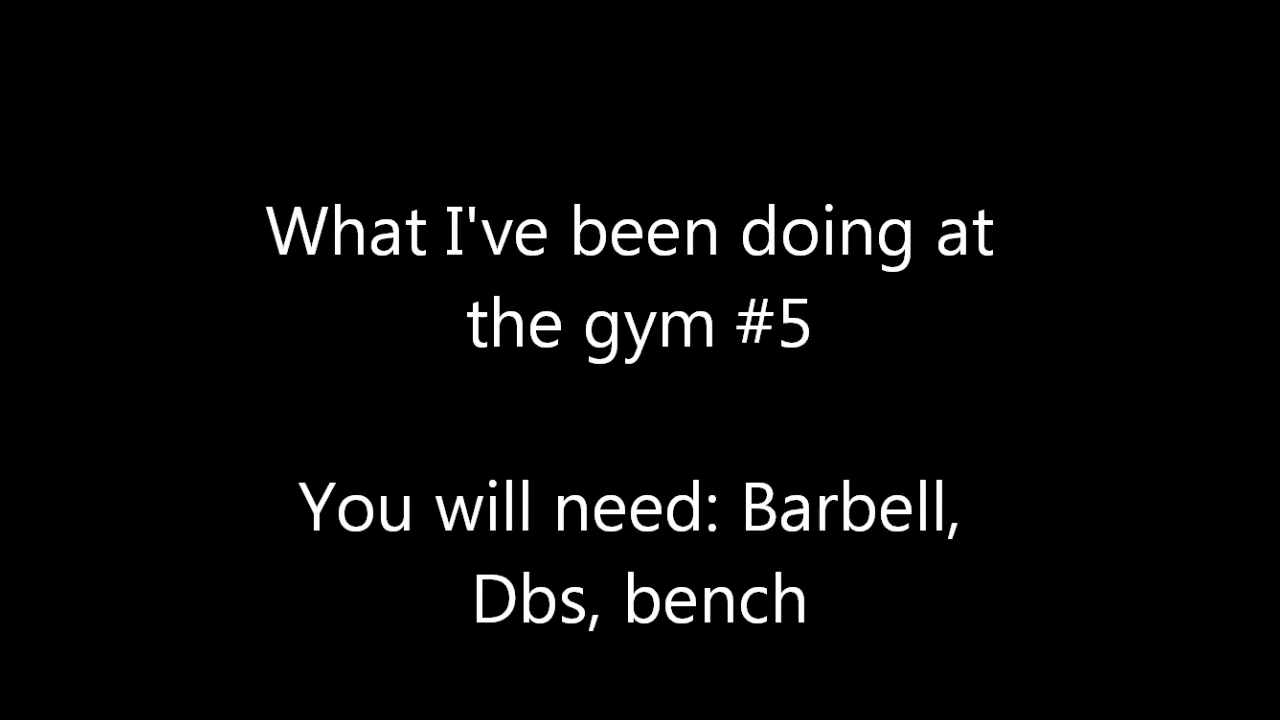 What I've been doing at
the gym #5
You will need: Barbell,
Dbs, bench